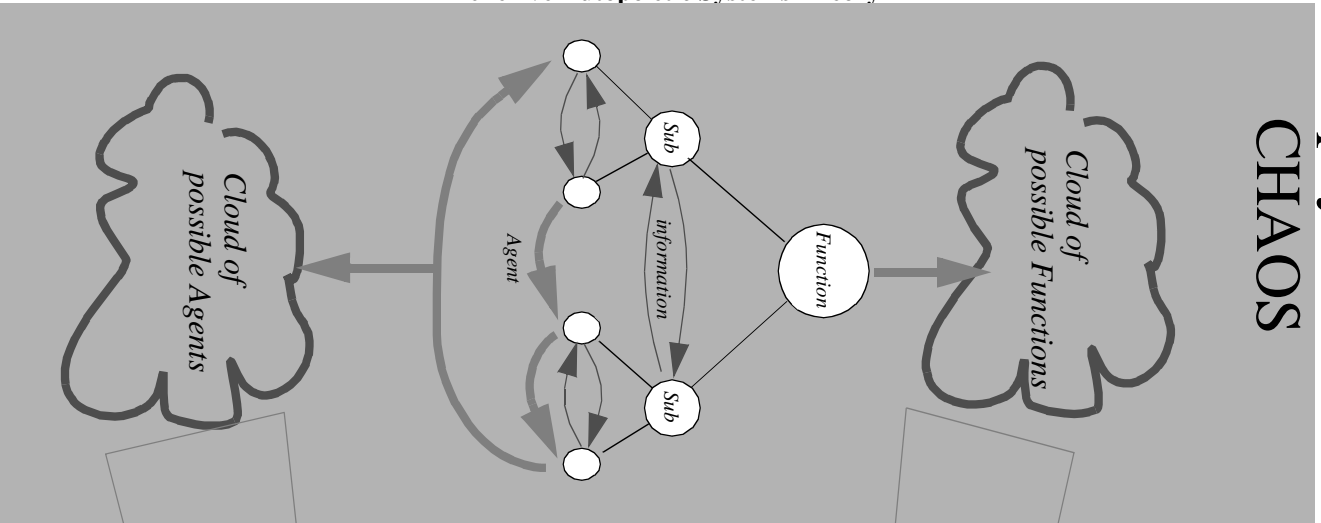 CHAOS
Cloud of
possible Functions
Function
Sub
information
Sub
Agent
Cloud of
possible Agents